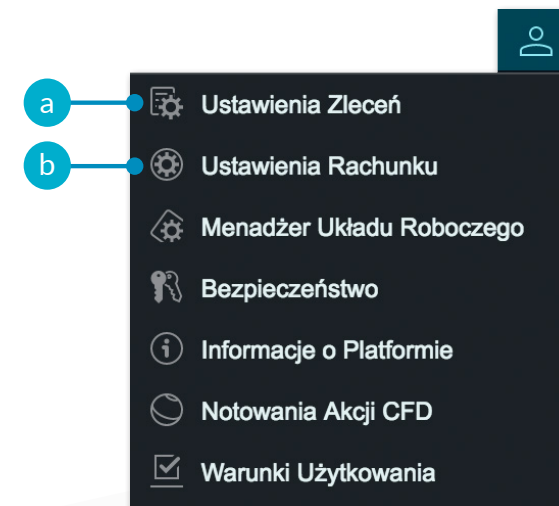 a Ustawienia Zleceń
b Ustawienia Rachunku
Menadżer Układu Roboczego
Bezpieczeństwo
Informacje o Platformie
Notowania Akcji CFD
Warunki Użytkowania